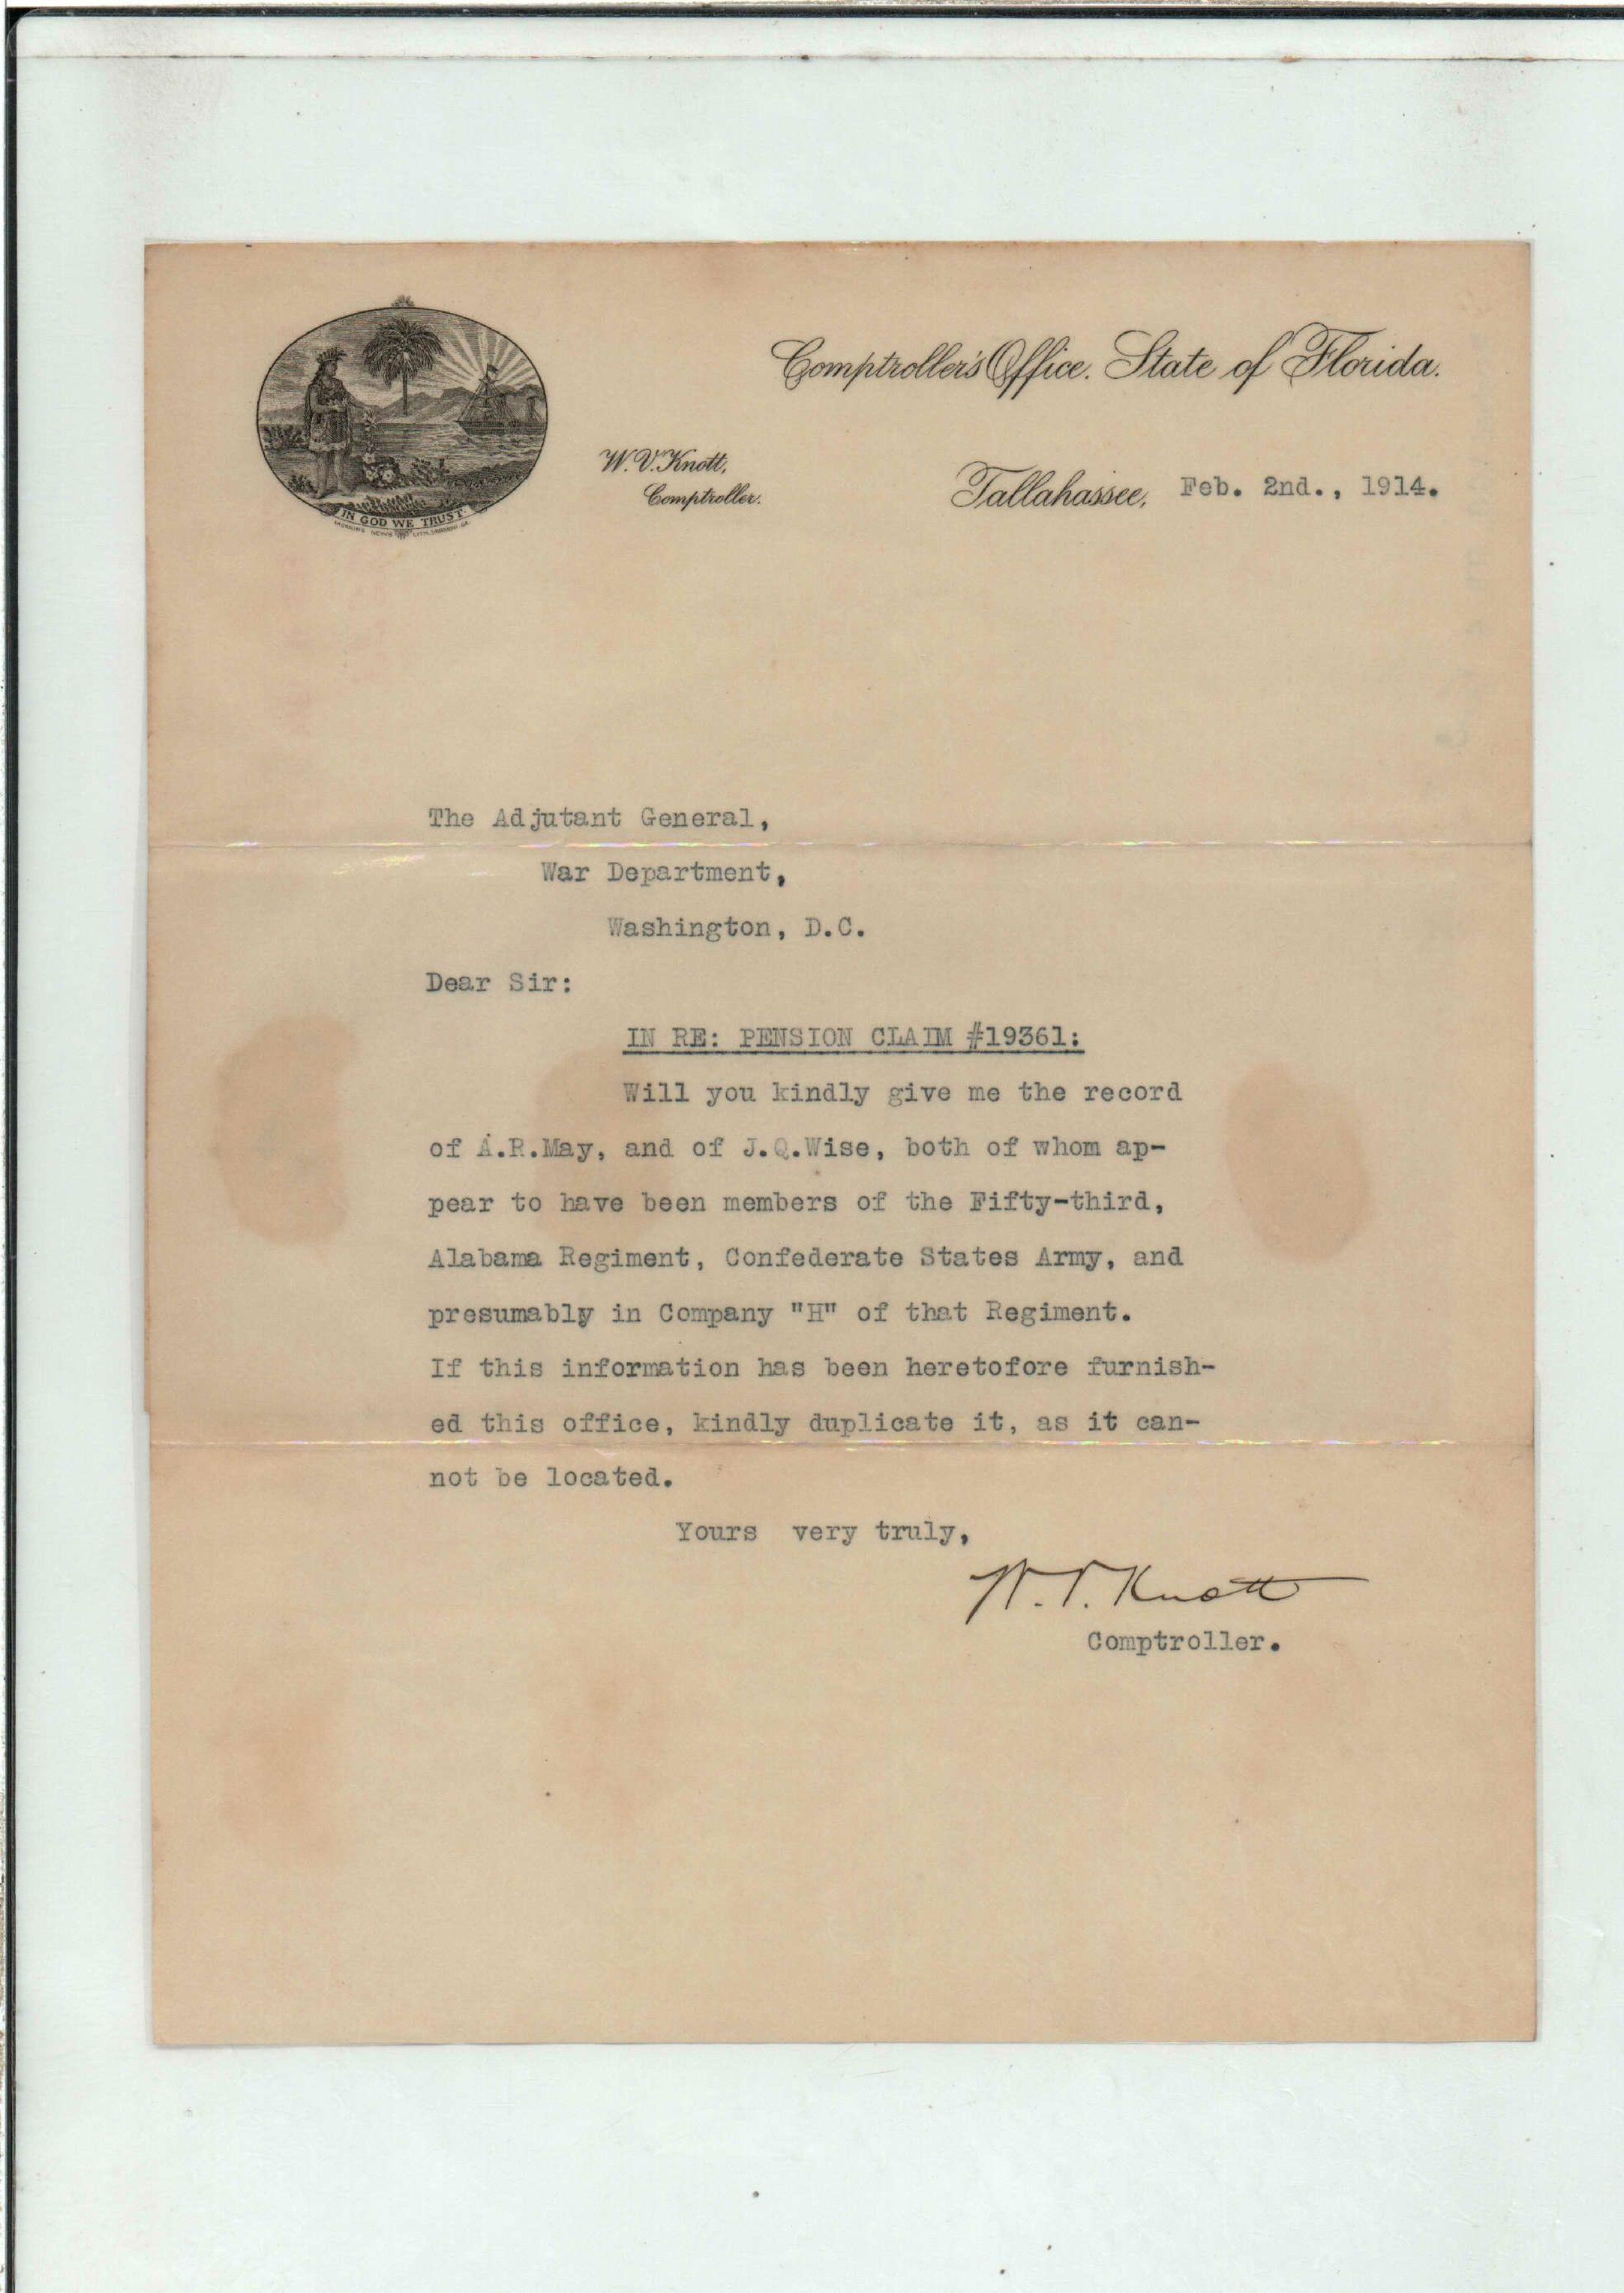 Comptroller's Office. State of Florida.
W. V. Knott,
Comptroller.
Tallahassee, Feb. 2nd., 1914.
IN GOD WE TRUST
The Adjutant General,
War Department,
Washington, D.C.
Dear Sir:
IN RE: PENSION CLAIM #19361:
Will you kindly give me the record
of A.R.May, and of J.Q.Wise, both of whom ap-
pear to have been members of the Fifty-third,
Alabama Regiment, Confederate States Army, and
presumably in Company "H" of that Regiment.
If this information has been heretofore furnish-
ed this office, kindly duplicate it, as it can-
not be located.
Yours very truly,
W. V. Knott
Comptroller.